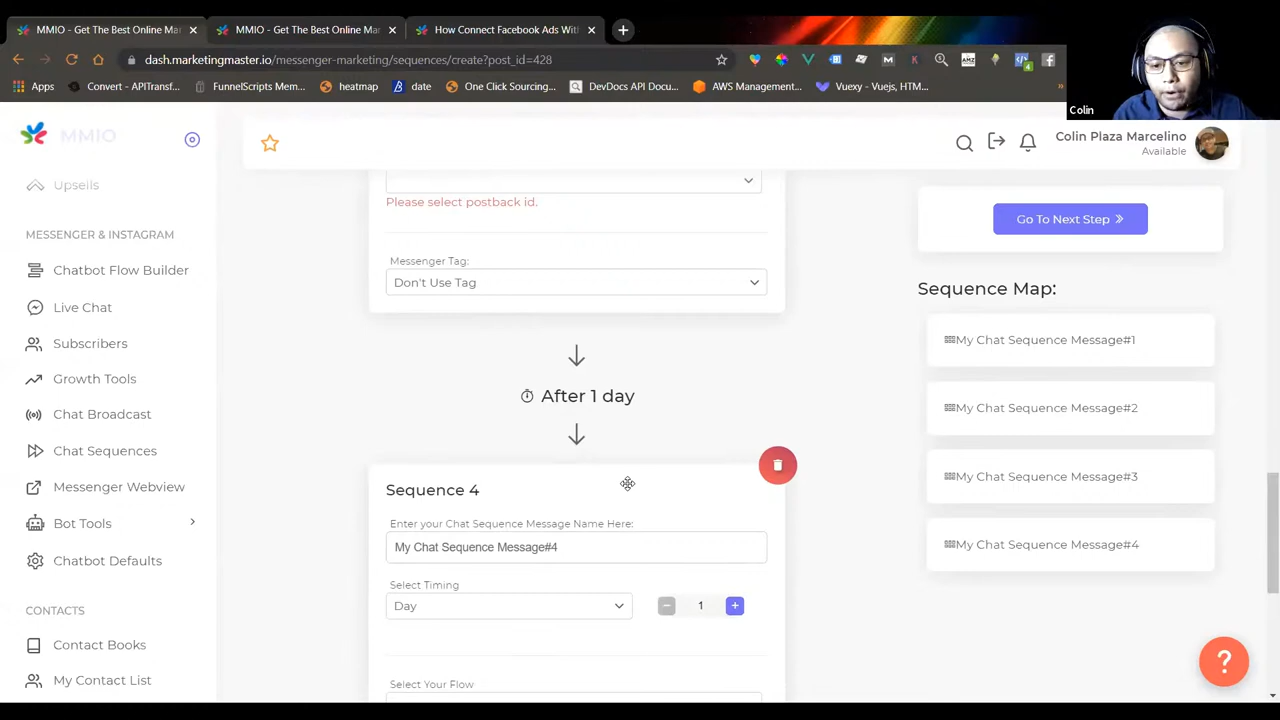 MMIO - Get The Best Online Mar
MMIO - Get The Best Online Mar
How Connect Facebook Ads With
dash.marketingmaster.io/messenger-marketing/sequences/create?post_id=428
Apps
Convert - APITransf...
FunnelScripts Mem...
heatmap
date
One Click Sourcing...
DevDocs API Docu...
AWS Management...
Vuexy - Vuejs, HTM...
»
Colin
MMIO
Colin Plaza Marcelino
Available
Upsells
MESSENGER & INSTAGRAM
Chatbot Flow Builder
Live Chat
Subscribers
Growth Tools
Chat Broadcast
Chat Sequences
Messenger Webview
Bot Tools
Chatbot Defaults
CONTACTS
Contact Books
My Contact List
Please select postback id.
Messenger Tag:
Don't Use Tag
After 1 day
Sequence 4
Enter your Chat Sequence Message Name Here:
My Chat Sequence Message#4
Select Timing
Day
1
Select Your Flow
Go To Next Step
Sequence Map:
My Chat Sequence Message#1
My Chat Sequence Message#2
My Chat Sequence Message#3
My Chat Sequence Message#4
?